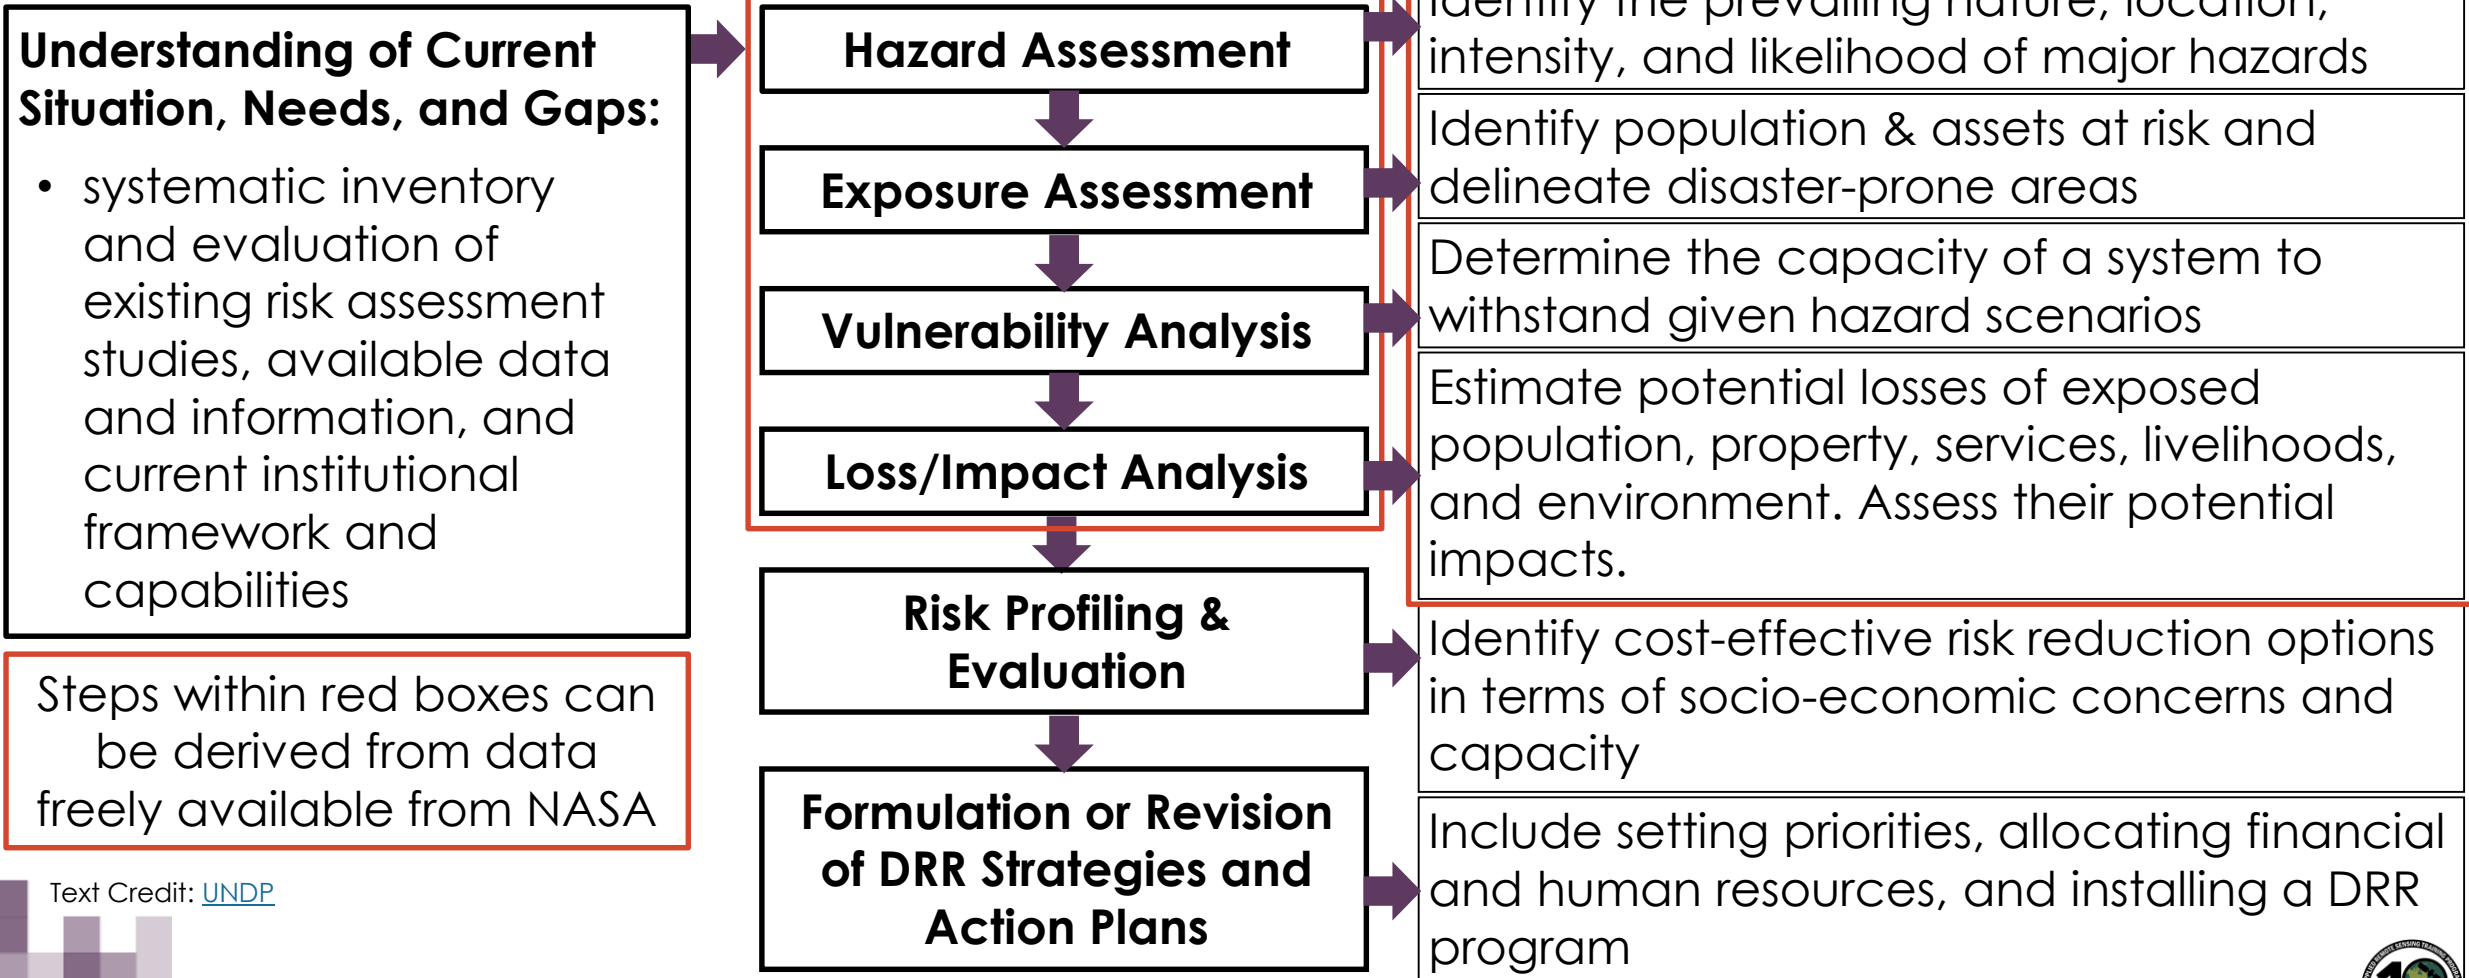 Understanding of Current
Situation, Needs, and Gaps:
• systematic inventory
and evaluation of
existing risk assessment
studies, available data
and information, and
current institutional
framework and
capabilities
Steps within red boxes can
be derived from data
freely available from NASA
Text Credit: UNDP
Hazard Assessment
Exposure Assessment
Vulnerability Analysis
Loss/Impact Analysis
Risk Profiling &
Evaluation
Formulation or Revision
of DRR Strategies and
Action Plans
Identify the prevailing nature, location,
intensity, and likelihood of major hazards
Identify population & assets at risk and
delineate disaster-prone areas
Determine the capacity of a system to
withstand given hazard scenarios
Estimate potential losses of exposed
population, property, services, livelihoods,
and environment. Assess their potential
impacts.
Identify cost-effective risk reduction options
in terms of socio-economic concerns and
capacity
Include setting priorities, allocating financial
and human resources, and installing a DRR
program